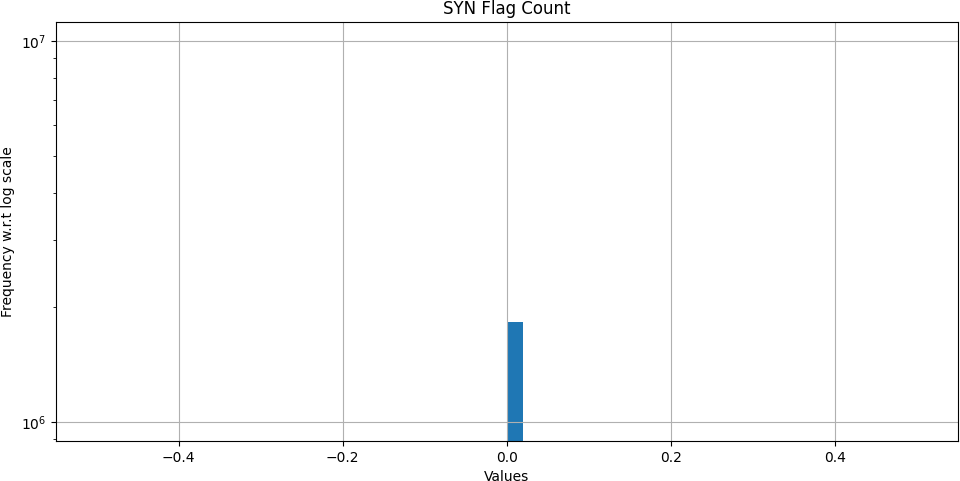 SYN Flag Count
Frequency w.r.t log scale
10⁷
10⁶
−0.4 −0.2 0.0 0.2 0.4
Values